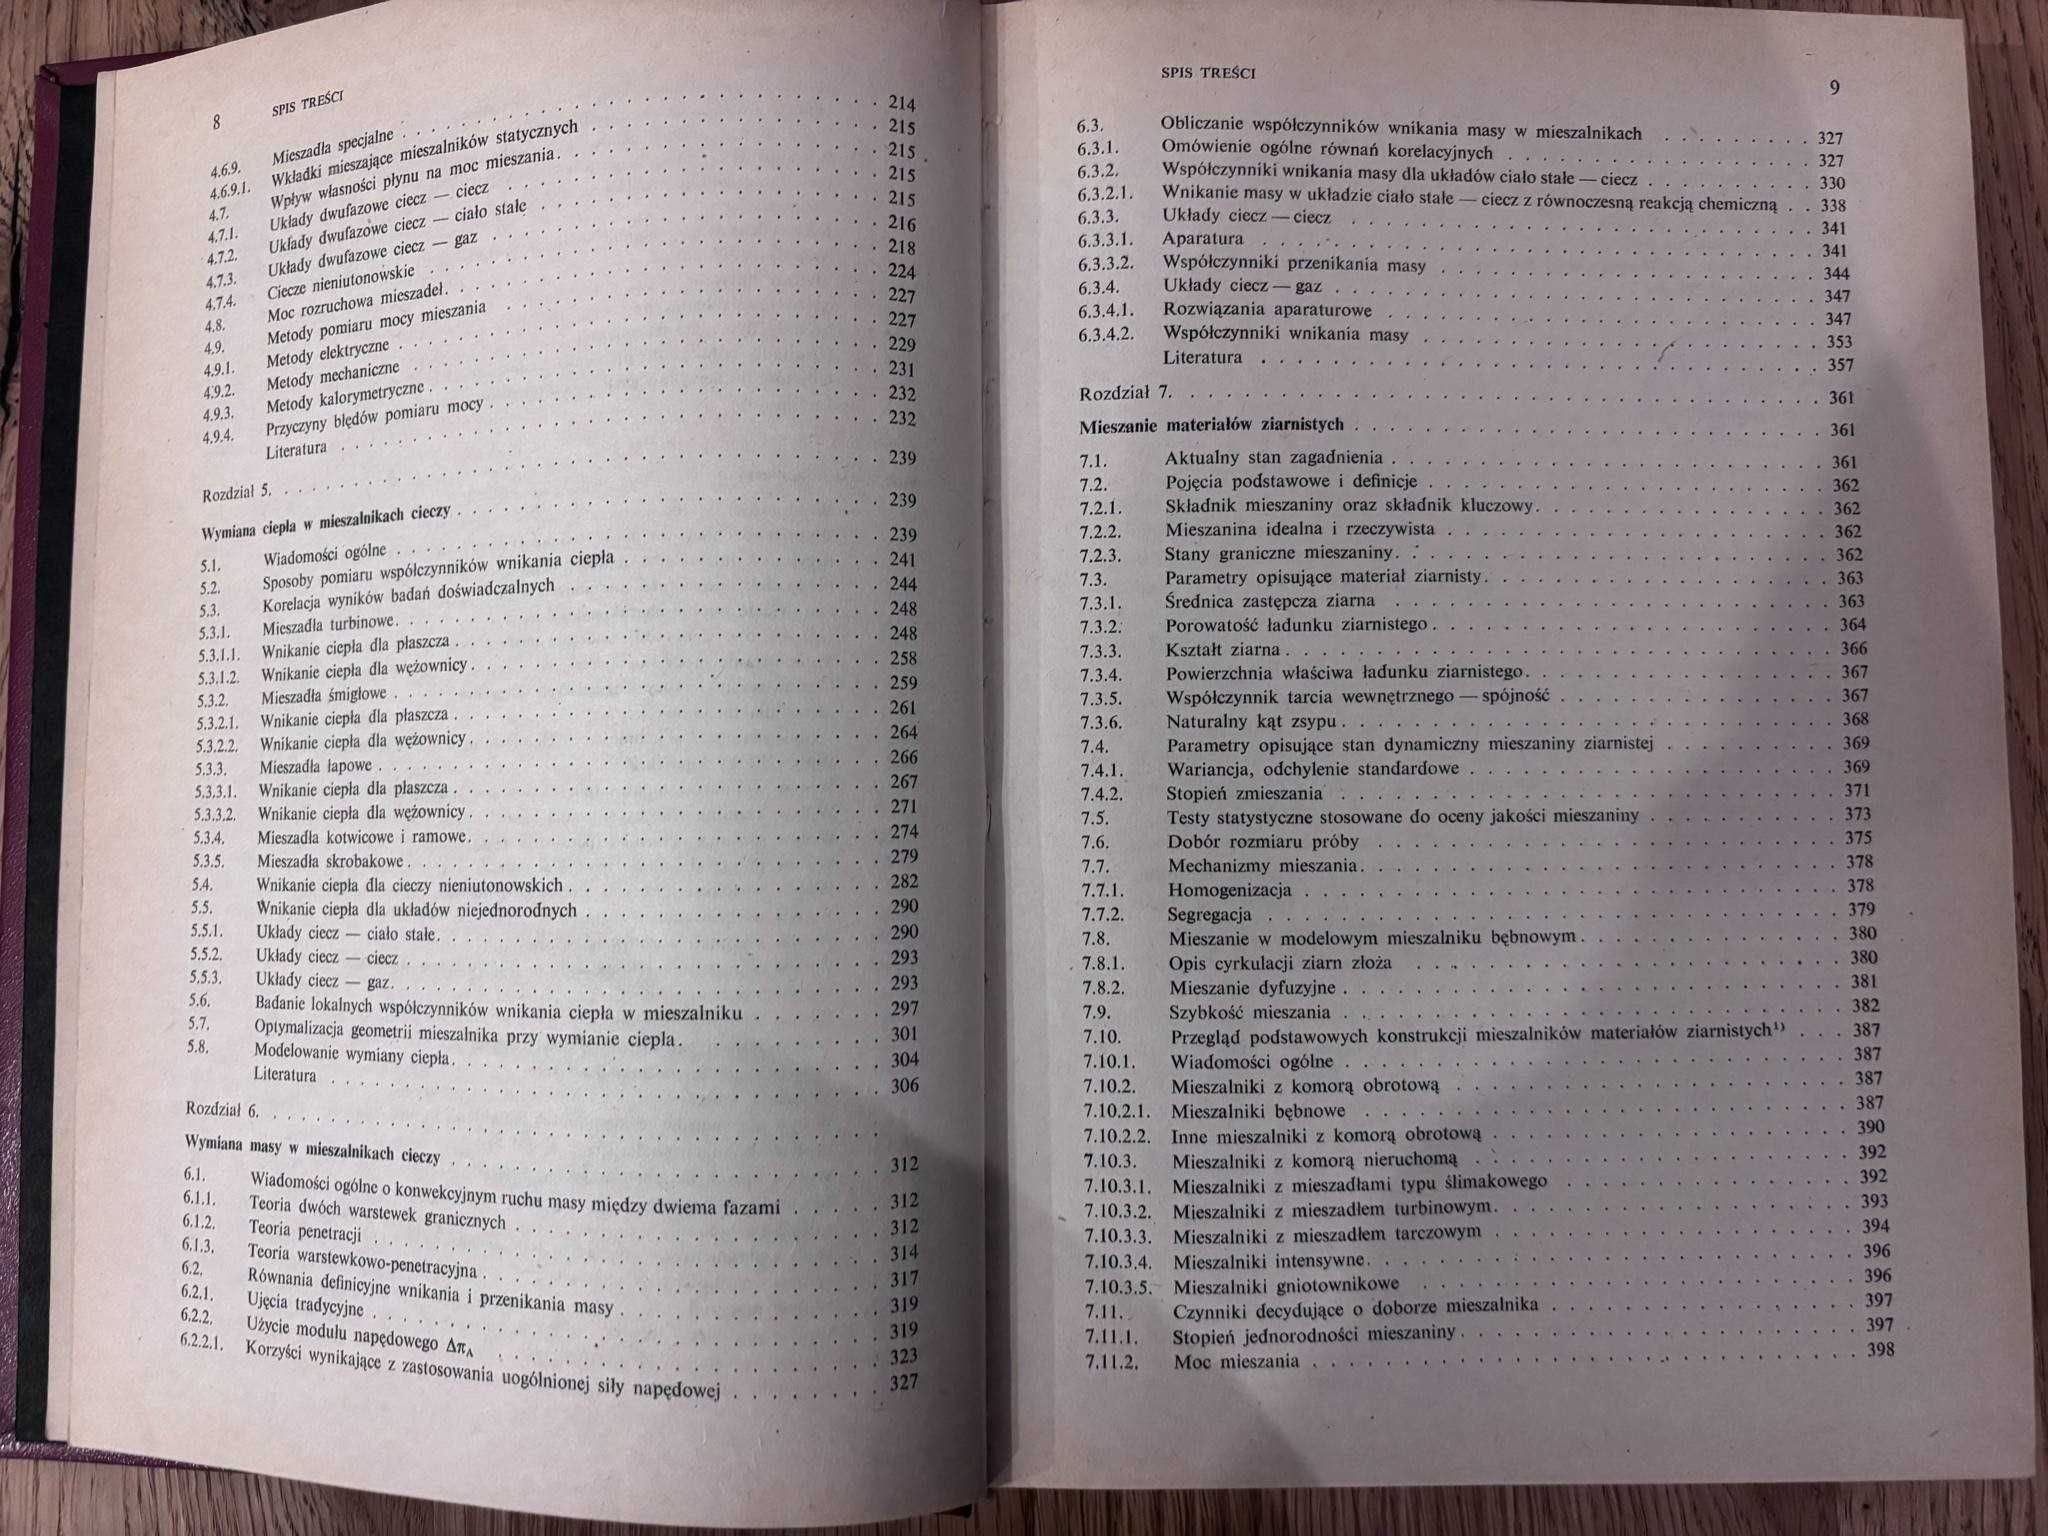 8 SPIS TREŚCI
4.6.9. Mieszadła specjalne . . . 214
4.6.9.1. Wkładki mieszające mieszalników statycznych . . . 215
4.7. Wpływ własności płynu na moc mieszania . . . 215
4.7.1. Układy dwufazowe ciecz — ciecz . . . 215
4.7.2. Układy dwufazowe ciecz — ciało stałe . . . 215
4.7.3. Układy dwufazowe ciecz — gaz . . . 216
4.7.4. Ciecze nieniutonowskie . . . 218
4.8. Moc rozruchowa mieszadeł . . . 224
4.9. Metody pomiaru mocy mieszania . . . 227
4.9.1. Metody elektryczne . . . 227
4.9.2. Metody mechaniczne . . . 229
4.9.3. Metody kalorymetryczne . . . 231
4.9.4. Przyczyny błędów pomiaru mocy . . . 232
Literatura . . . 232
Rozdział 5. . . . 239
Wymiana ciepła w mieszalnikach cieczy . . . 239
5.1. Wiadomości ogólne . . . 239
5.2. Sposoby pomiaru współczynników wnikania ciepła . . . 241
5.3. Korelacja wyników badań doświadczalnych . . . 244
5.3.1. Mieszadła turbinowe . . . 248
5.3.1.1. Wnikanie ciepła dla płaszcza . . . 248
5.3.1.2. Wnikanie ciepła dla wężownicy . . . 258
5.3.2. Mieszadła śmigłowe . . . 259
5.3.2.1. Wnikanie ciepła dla płaszcza . . . 261
5.3.2.2. Wnikanie ciepła dla wężownicy . . . 264
5.3.3. Mieszadła łapowe . . . 266
5.3.3.1. Wnikanie ciepła dla płaszcza . . . 267
5.3.3.2. Wnikanie ciepła dla wężownicy . . . 271
5.3.4. Mieszadła kotwicowe i ramowe . . . 274
5.3.5. Mieszadła skrobakowe . . . 279
5.4. Wnikanie ciepła dla cieczy nieniutonowskich . . . 282
5.5. Wnikanie ciepła dla układów niejednorodnych . . . 290
5.5.1. Układy ciecz — ciało stałe . . . 290
5.5.2. Układy ciecz — ciecz . . . 293
5.5.3. Układy ciecz — gaz . . . 293
5.6. Badanie lokalnych współczynników wnikania ciepła w mieszalniku . . . 297
5.7. Optymalizacja geometrii mieszalnika przy wymianie ciepła . . . 301
5.8. Modelowanie wymiany ciepła . . . 304
Literatura . . . 306
Rozdział 6. . . .
Wymiana masy w mieszalnikach cieczy . . . 312
6.1. Wiadomości ogólne o konwekcyjnym ruchu masy między dwiema fazami . . . 312
6.1.1. Teoria dwóch warstewek granicznych . . . 312
6.1.2. Teoria penetracji . . . 314
6.1.3. Teoria warstewkowo-penetracyjna . . . 317
6.2. Równania definicyjne wnikania i przenikania masy . . . 319
6.2.1. Ujęcia tradycyjne . . . 319
6.2.2. Użycie modułu napędowego Δπ_A . . . 323
6.2.2.1. Korzyści wynikające z zastosowania uogólnionej siły napędowej . . . 327
SPIS TREŚCI 9
6.3. Obliczanie współczynników wnikania masy w mieszalnikach . . . 327
6.3.1. Omówienie ogólne równań korelacyjnych . . . 327
6.3.2. Współczynniki wnikania masy dla układów ciało stałe — ciecz . . . 330
6.3.2.1. Wnikanie masy w układzie ciało stałe — ciecz z równoczesną reakcją chemiczną . . 338
6.3.3. Układy ciecz — ciecz . . . 341
6.3.3.1. Aparatura . . . 341
6.3.3.2. Współczynniki przenikania masy . . . 344
6.3.4. Układy ciecz — gaz . . . 347
6.3.4.1. Rozwiązania aparaturowe . . . 347
6.3.4.2. Współczynniki wnikania masy . . . 353
Literatura . . . 357
Rozdział 7. . . . 361
Mieszanie materiałów ziarnistych . . . 361
7.1. Aktualny stan zagadnienia . . . 361
7.2. Pojęcia podstawowe i definicje . . . 362
7.2.1. Składnik mieszaniny oraz składnik kluczowy . . . 362
7.2.2. Mieszanina idealna i rzeczywista . . . 362
7.2.3. Stany graniczne mieszaniny . . . 362
7.3. Parametry opisujące materiał ziarnisty . . . 363
7.3.1. Średnica zastępcza ziarna . . . 363
7.3.2. Porowatość ładunku ziarnistego . . . 364
7.3.3. Kształt ziarna . . . 366
7.3.4. Powierzchnia właściwa ładunku ziarnistego . . . 367
7.3.5. Współczynnik tarcia wewnętrznego — spójność . . . 367
7.3.6. Naturalny kąt zsypu . . . 368
7.4. Parametry opisujące stan dynamiczny mieszaniny ziarnistej . . . 369
7.4.1. Wariancja, odchylenie standardowe . . . 369
7.4.2. Stopień zmieszania . . . 371
7.5. Testy statystyczne stosowane do oceny jakości mieszaniny . . . 373
7.6. Dobór rozmiaru próby . . . 375
7.7. Mechanizmy mieszania . . . 378
7.7.1. Homogenizacja . . . 378
7.7.2. Segregacja . . . 379
7.8. Mieszanie w modelowym mieszalniku bębnowym . . . 380
7.8.1. Opis cyrkulacji ziarn złoża . . . 380
7.8.2. Mieszanie dyfuzyjne . . . 381
7.9. Szybkość mieszania . . . 382
7.10. Przegląd podstawowych konstrukcji mieszalników materiałów ziarnistych¹⁾ . . . 387
7.10.1. Wiadomości ogólne . . . 387
7.10.2. Mieszalniki z komorą obrotową . . . 387
7.10.2.1. Mieszalniki bębnowe . . . 387
7.10.2.2. Inne mieszalniki z komorą obrotową . . . 390
7.10.3. Mieszalniki z komorą nieruchomą . . . 392
7.10.3.1. Mieszalniki z mieszadłami typu ślimakowego . . . 392
7.10.3.2. Mieszalniki z mieszadłem turbinowym . . . 393
7.10.3.3. Mieszalniki z mieszadłem tarczowym . . . 394
7.10.3.4. Mieszalniki intensywne . . . 396
7.10.3.5. Mieszalniki gniotownikowe . . . 396
7.11. Czynniki decydujące o doborze mieszalnika . . . 397
7.11.1. Stopień jednorodności mieszaniny . . . 397
7.11.2. Moc mieszania . . . 398